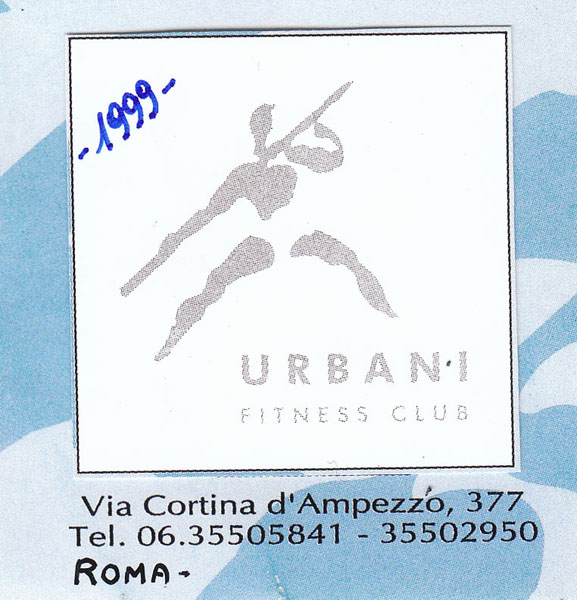 -1999-
URBANI
FITNESS CLUB
Via Cortina d'Ampezzo, 377
Tel. 06.35505841 - 35502950
ROMA-